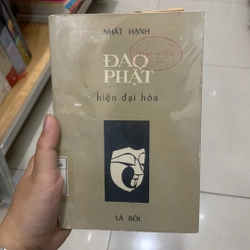 NHẤT HẠNH
ĐẠO
PHẬT
hiện đại hóa
LÁ BỐI